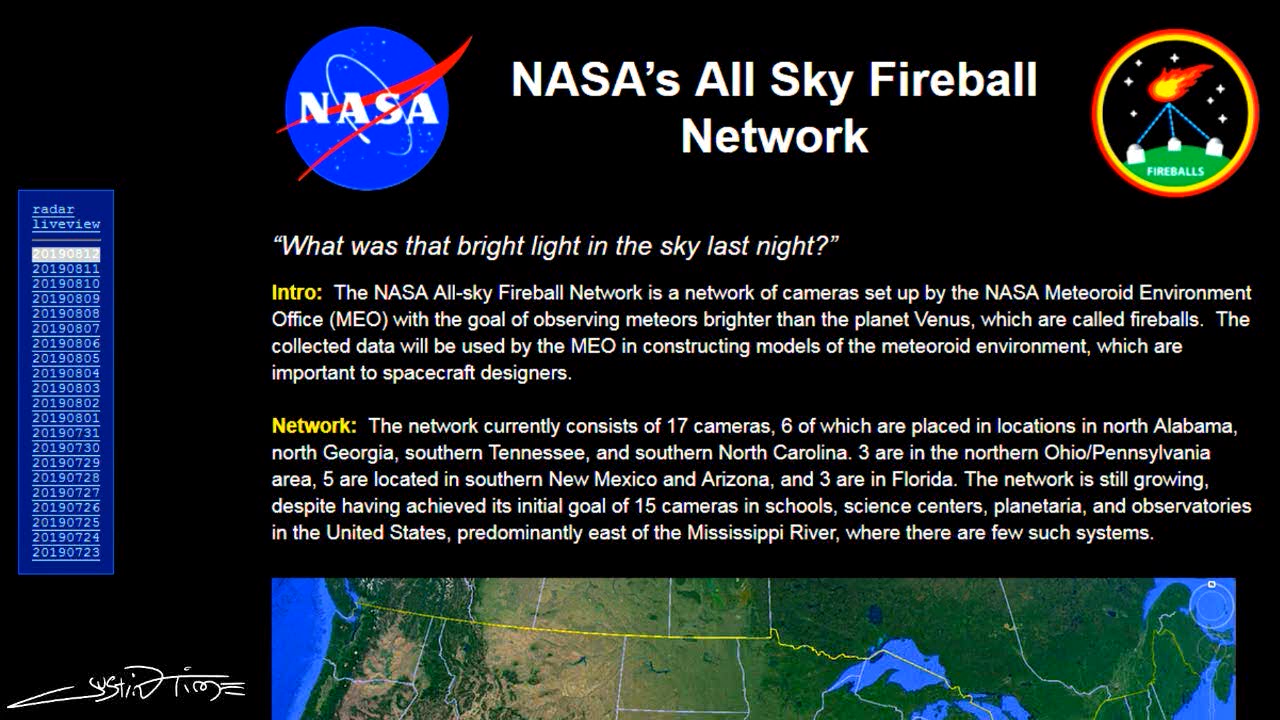 NASA
NASA's All Sky Fireball
Network
FIREBALLS
radar
liveview
20190812
20190811
20190810
20190809
20190808
20190807
20190806
20190805
20190804
20190803
20190802
20190801
20190731
20190730
20190729
20190728
20190727
20190726
20190725
20190724
20190723
“What was that bright light in the sky last night?”
Intro: The NASA All-sky Fireball Network is a network of cameras set up by the NASA Meteoroid Environment
Office (MEO) with the goal of observing meteors brighter than the planet Venus, which are called fireballs. The
collected data will be used by the MEO in constructing models of the meteoroid environment, which are
important to spacecraft designers.
Network: The network currently consists of 17 cameras, 6 of which are placed in locations in north Alabama,
north Georgia, southern Tennessee, and southern North Carolina. 3 are in the northern Ohio/Pennsylvania
area, 5 are located in southern New Mexico and Arizona, and 3 are in Florida. The network is still growing,
despite having achieved its initial goal of 15 cameras in schools, science centers, planetaria, and observatories
in the United States, predominantly east of the Mississippi River, where there are few such systems.